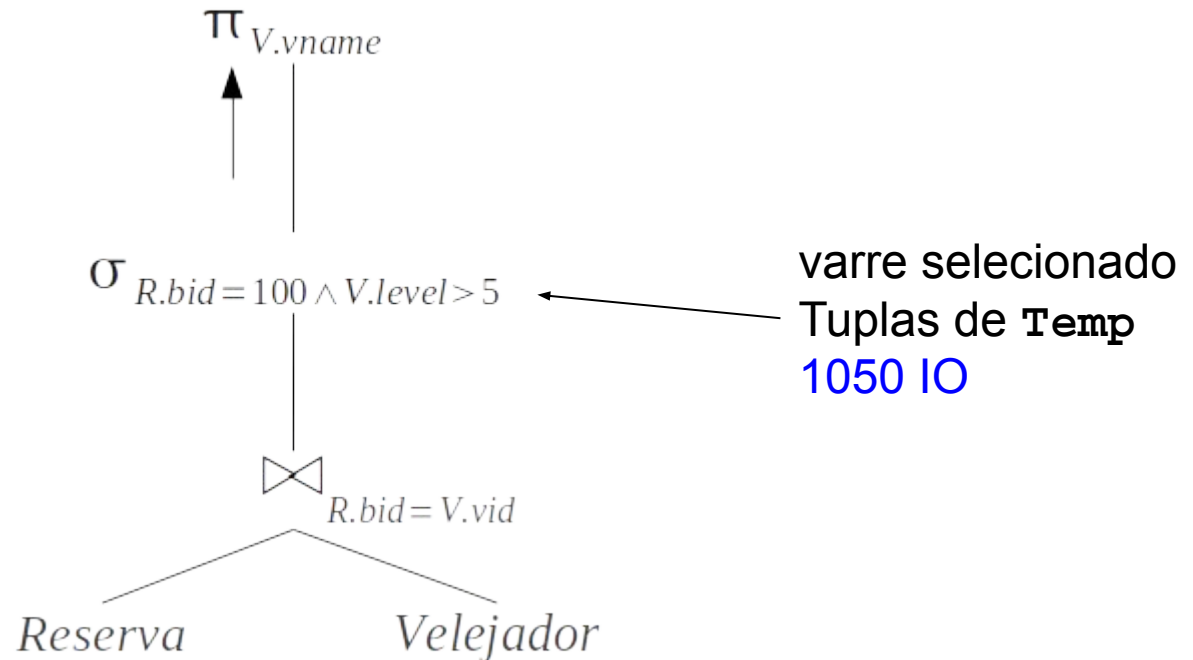 π V.vname
σ R.bid=100 ∧ V.level>5
varre selecionado
Tuplas de Temp
1050 IO
⋈ R.bid=V.vid
Reserva
Velejador